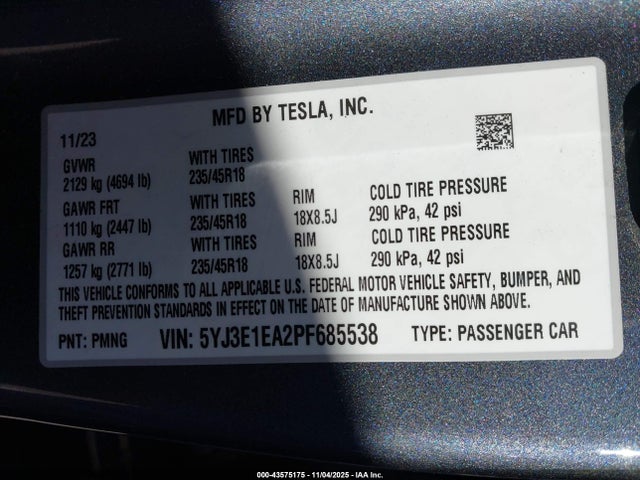 MFD BY TESLA, INC.
11/23
GVWR WITH TIRES
2129 kg (4694 lb) 235/45R18
GAWR FRT WITH TIRES RIM COLD TIRE PRESSURE
1110 kg (2447 lb) 235/45R18 18X8.5J 290 kPa, 42 psi
GAWR RR WITH TIRES RIM COLD TIRE PRESSURE
1257 kg (2771 lb) 235/45R18 18X8.5J 290 kPa, 42 psi
THIS VEHICLE CONFORMS TO ALL APPLICABLE U.S. FEDERAL MOTOR VEHICLE SAFETY, BUMPER, AND
THEFT PREVENTION STANDARDS IN EFFECT ON THE DATE OF MANUFACTURE SHOWN ABOVE.
PNT: PMNG VIN: 5YJ3E1EA2PF685538 TYPE: PASSENGER CAR
000-43575175 - 11/04/2025 - IAA Inc.